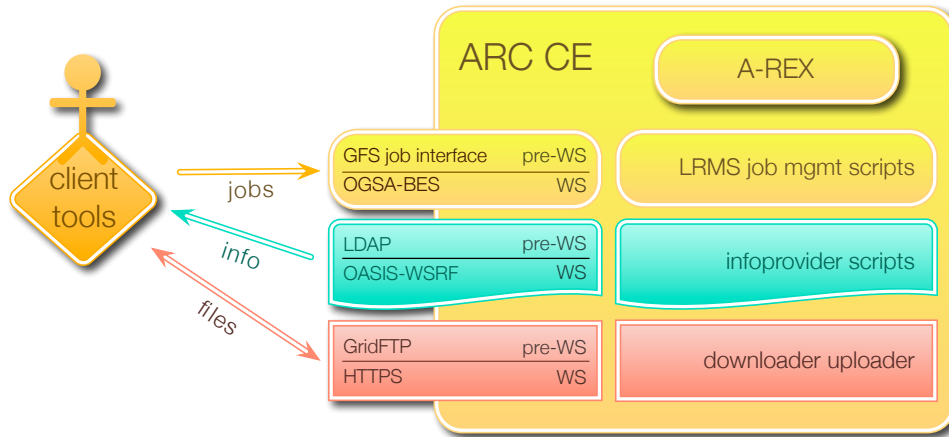 ARC CE
A-REX
client
tools
jobs
GFS job interface pre-WS
OGSA-BES WS
LRMS job mgmt scripts
info
LDAP pre-WS
OASIS-WSRF WS
infoprovider scripts
files
GridFTP pre-WS
HTTPS WS
downloader uploader